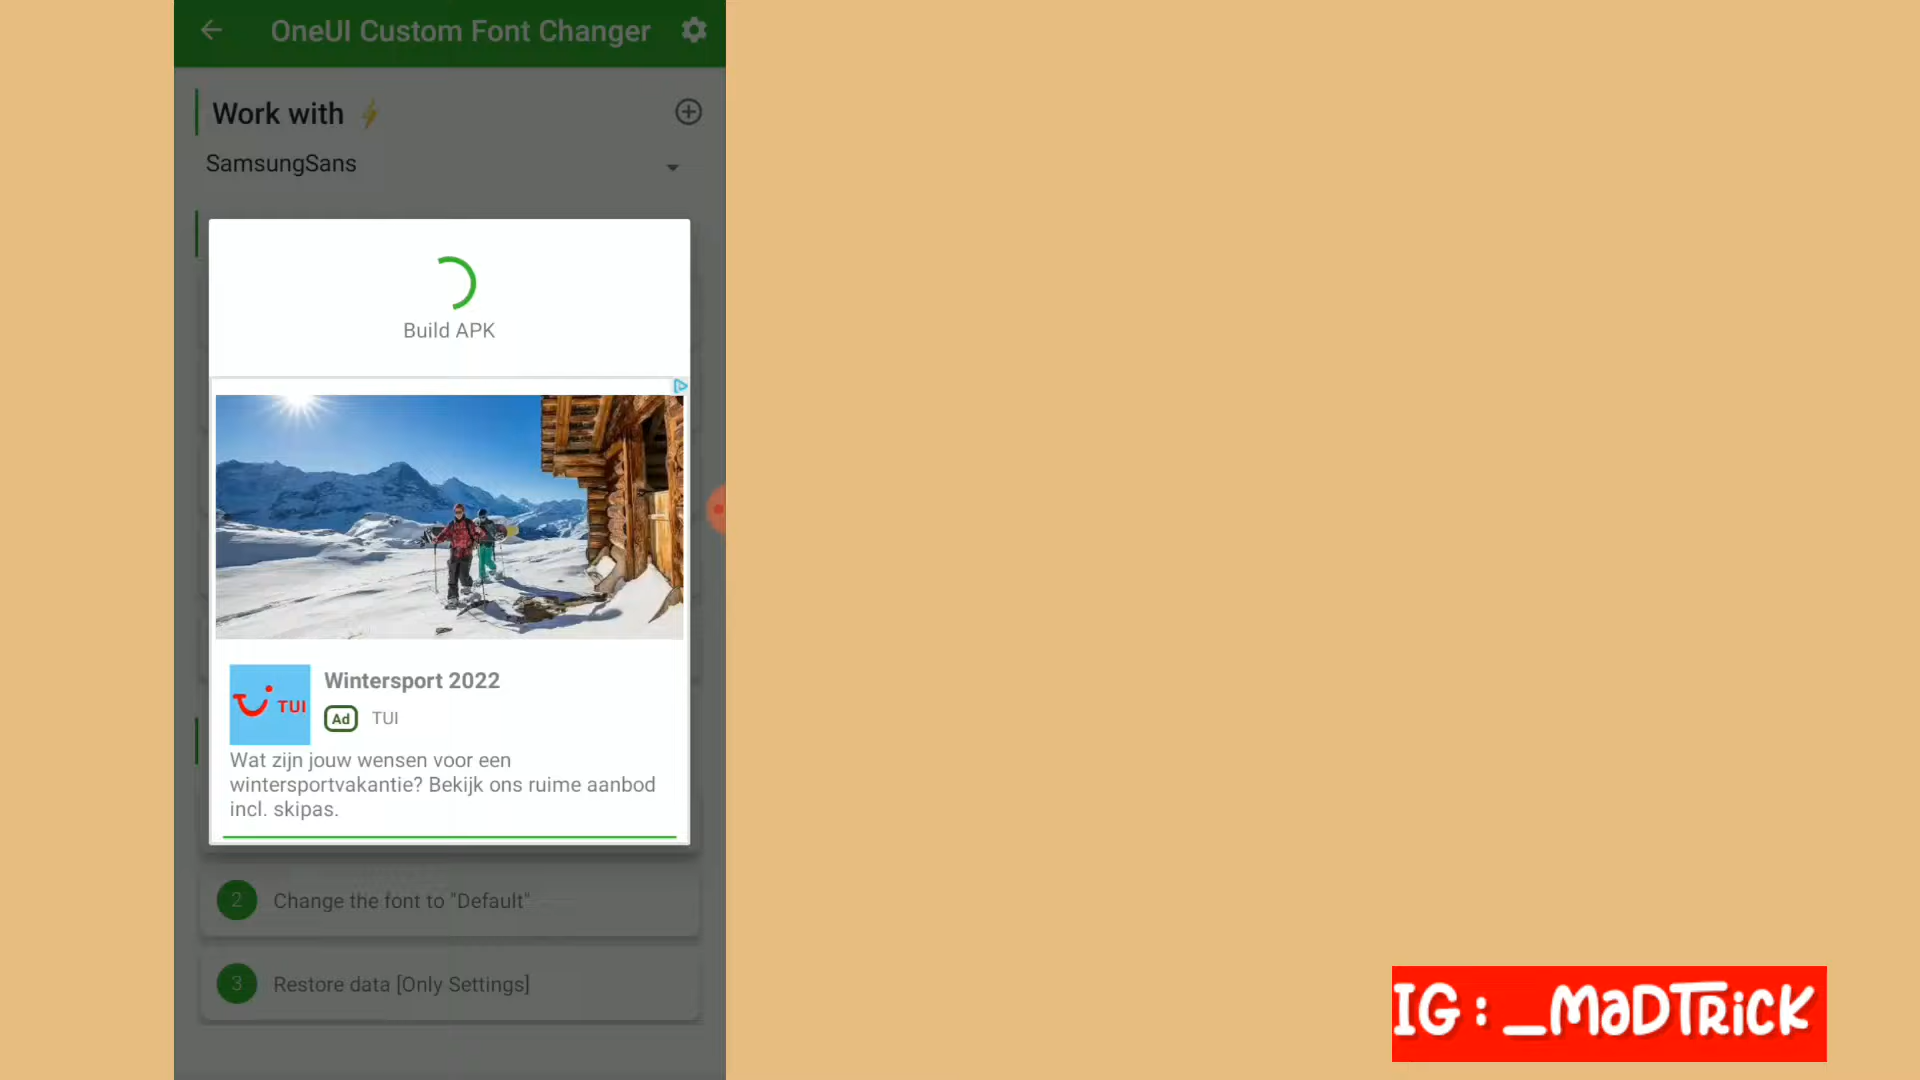 OneUI Custom Font Changer
Work with
SamsungSans
Build APK
TUI
Wintersport 2022
Ad TUI
Wat zijn jouw wensen voor een
wintersportvakantie? Bekijk ons ruime aanbod
incl. skipas.
2 Change the font to "Default"
3 Restore data [Only Settings]
IG : _MaDTRicK